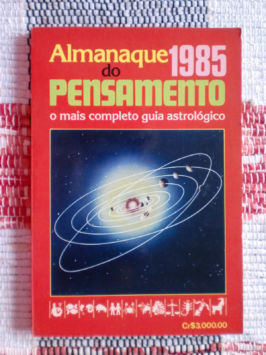 Almanaque 1985
do
PENSAMENTO
o mais completo guia astrológico
Cr$3.000,00